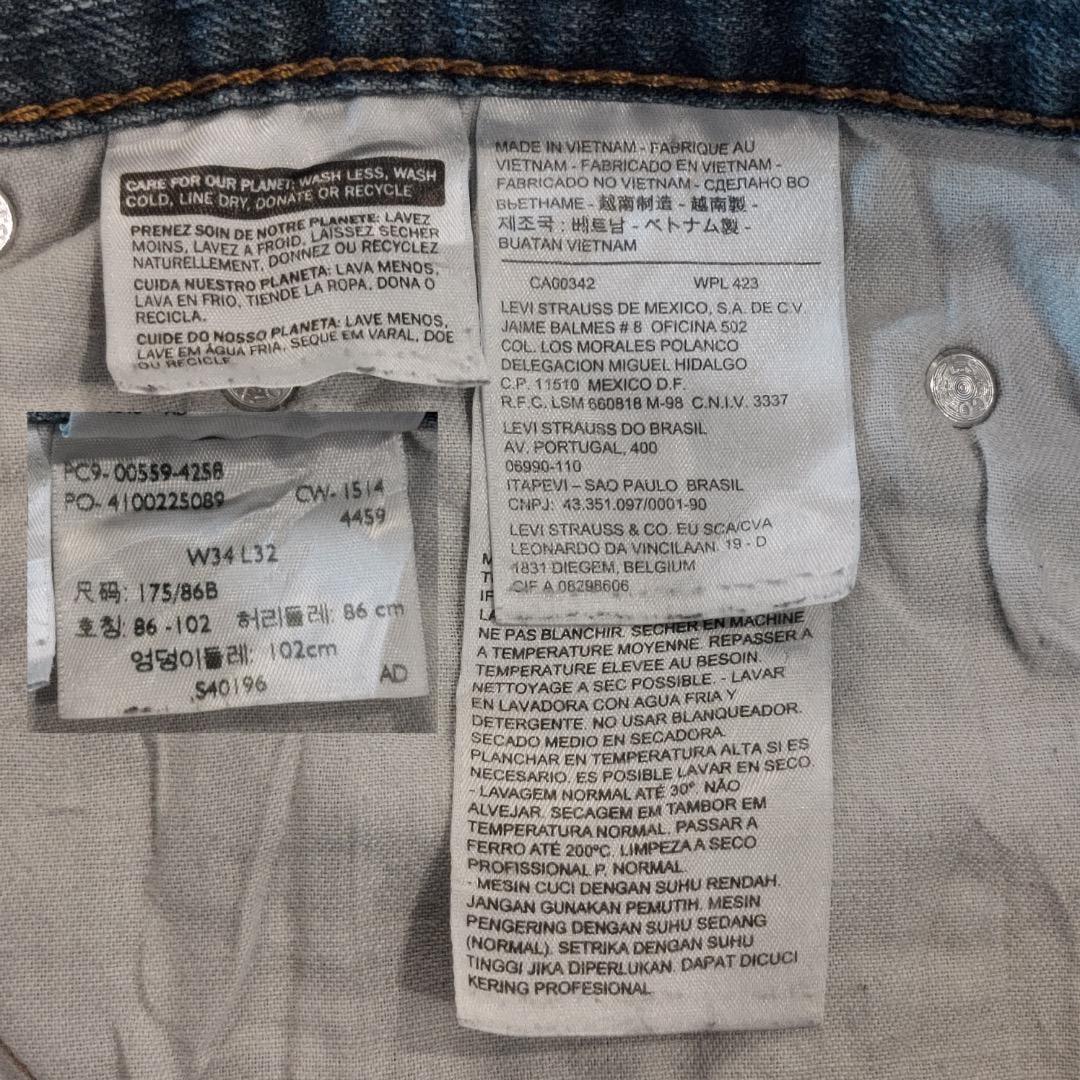 CARE FOR OUR PLANET: WASH LESS, WASH
COLD, LINE DRY, DONATE OR RECYCLE
PRENEZ SOIN DE NOTRE PLANETE: LAVEZ
MOINS, LAVEZ A FROID, LAISSEZ SÉCHER
NATURELLEMENT, DONNEZ OU RECYCLEZ
CUIDA NUESTRO PLANETA: LAVA MENOS,
LAVA EN FRIO, TIENDE LA ROPA, DONA O
RECICLA.
CUIDE DO NOSSO PLANETA: LAVE MENOS,
LAVE EM ÁGUA FRIA, SEQUE EM VARAL, DOE
OU RECICLE
MADE IN VIETNAM - FABRIQUE AU
VIETNAM - FABRICADO EN VIETNAM -
FABRICADO NO VIETNAM - СДЕЛАНО ВО
ВЬЕТНАМЕ - 越南制造 - 越南製 -
제조국 : 베트남 - ベトナム製 -
BUATAN VIETNAM
CA00342 WPL 423
LEVI STRAUSS DE MEXICO, S.A. DE C.V.
JAIME BALMES # 8 OFICINA 502
COL. LOS MORALES POLANCO
DELEGACION MIGUEL HIDALGO
C.P. 11510 MEXICO D.F.
R.F.C. LSM 660818 M-98 C.N.I.V. 3337
LEVI STRAUSS DO BRASIL
AV. PORTUGAL, 400
06990-110
ITAPEVI – SAO PAULO BRASIL
CNPJ: 43.351.097/0001-90
LEVI STRAUSS & CO. EU SCA/CVA
LEONARDO DA VINCILAAN. 19 - D
1831 DIEGEM, BELGIUM
CIF A 08298606
PC9- 00559-4258
PO- 4100225089 CW- 1514
4459
W34 L32
尺码: 175/86B
호칭: 86 -102 허리둘레: 86 cm
엉덩이둘레: 102cm
S40196 AD
NE PAS BLANCHIR. SECHER EN MACHINE
A TEMPERATURE MOYENNE. REPASSER A
TEMPERATURE ELEVEE AU BESOIN.
NETTOYAGE A SEC POSSIBLE. - LAVAR
EN LAVADORA CON AGUA FRIA Y
DETERGENTE. NO USAR BLANQUEADOR.
SECADO MEDIO EN SECADORA.
PLANCHAR EN TEMPERATURA ALTA SI ES
NECESARIO. ES POSIBLE LAVAR EN SECO.
- LAVAGEM NORMAL ATÉ 30º. NÃO
ALVEJAR. SECAGEM EM TAMBOR EM
TEMPERATURA NORMAL. PASSAR A
FERRO ATÉ 200ºC. LIMPEZA A SECO
PROFISSIONAL P. NORMAL.
- MESIN CUCI DENGAN SUHU RENDAH.
JANGAN GUNAKAN PEMUTIH. MESIN
PENGERING DENGAN SUHU SEDANG
(NORMAL). SETRIKA DENGAN SUHU
TINGGI JIKA DIPERLUKAN. DAPAT DICUCI
KERING PROFESIONAL.